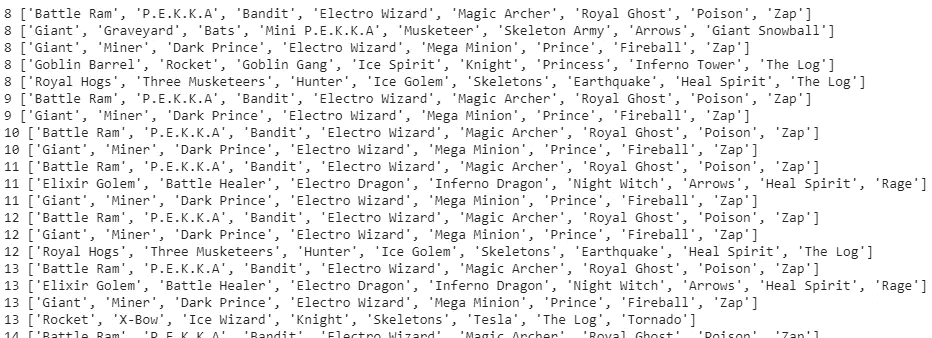 8 ['Battle Ram', 'P.E.K.K.A', 'Bandit', 'Electro Wizard', 'Magic Archer', 'Royal Ghost', 'Poison', 'Zap']
8 ['Giant', 'Graveyard', 'Bats', 'Mini P.E.K.K.A', 'Musketeer', 'Skeleton Army', 'Arrows', 'Giant Snowball']
8 ['Giant', 'Miner', 'Dark Prince', 'Electro Wizard', 'Mega Minion', 'Prince', 'Fireball', 'Zap']
8 ['Goblin Barrel', 'Rocket', 'Goblin Gang', 'Ice Spirit', 'Knight', 'Princess', 'Inferno Tower', 'The Log']
8 ['Royal Hogs', 'Three Musketeers', 'Hunter', 'Ice Golem', 'Skeletons', 'Earthquake', 'Heal Spirit', 'The Log']
9 ['Battle Ram', 'P.E.K.K.A', 'Bandit', 'Electro Wizard', 'Magic Archer', 'Royal Ghost', 'Poison', 'Zap']
9 ['Giant', 'Miner', 'Dark Prince', 'Electro Wizard', 'Mega Minion', 'Prince', 'Fireball', 'Zap']
10 ['Battle Ram', 'P.E.K.K.A', 'Bandit', 'Electro Wizard', 'Magic Archer', 'Royal Ghost', 'Poison', 'Zap']
10 ['Giant', 'Miner', 'Dark Prince', 'Electro Wizard', 'Mega Minion', 'Prince', 'Fireball', 'Zap']
11 ['Battle Ram', 'P.E.K.K.A', 'Bandit', 'Electro Wizard', 'Magic Archer', 'Royal Ghost', 'Poison', 'Zap']
11 ['Elixir Golem', 'Battle Healer', 'Electro Dragon', 'Inferno Dragon', 'Night Witch', 'Arrows', 'Heal Spirit', 'Rage']
11 ['Giant', 'Miner', 'Dark Prince', 'Electro Wizard', 'Mega Minion', 'Prince', 'Fireball', 'Zap']
12 ['Battle Ram', 'P.E.K.K.A', 'Bandit', 'Electro Wizard', 'Magic Archer', 'Royal Ghost', 'Poison', 'Zap']
12 ['Giant', 'Miner', 'Dark Prince', 'Electro Wizard', 'Mega Minion', 'Prince', 'Fireball', 'Zap']
12 ['Royal Hogs', 'Three Musketeers', 'Hunter', 'Ice Golem', 'Skeletons', 'Earthquake', 'Heal Spirit', 'The Log']
13 ['Battle Ram', 'P.E.K.K.A', 'Bandit', 'Electro Wizard', 'Magic Archer', 'Royal Ghost', 'Poison', 'Zap']
13 ['Elixir Golem', 'Battle Healer', 'Electro Dragon', 'Inferno Dragon', 'Night Witch', 'Arrows', 'Heal Spirit', 'Rage']
13 ['Giant', 'Miner', 'Dark Prince', 'Electro Wizard', 'Mega Minion', 'Prince', 'Fireball', 'Zap']
13 ['Rocket', 'X-Bow', 'Ice Wizard', 'Knight', 'Skeletons', 'Tesla', 'The Log', 'Tornado']
14 ['Battle Ram', 'P.E.K.K.A', 'Bandit', 'Electro Wizard', 'Magic Archer', 'Royal Ghost', 'Poison', 'Zap']